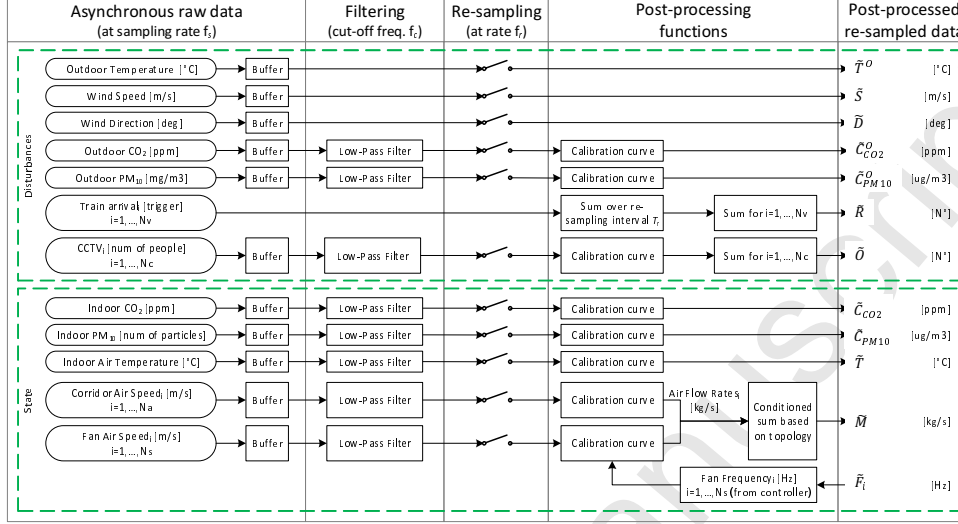 Asynchronous raw data
(at sampling rate fs)
Filtering
(cut-off freq. fc)
Re-sampling
(at rate fr)
Post-processing
functions
Post-processed
re-sampled data
Disturbances
Outdoor Temperature [°C]
Buffer
T̃ᴼ
[°C]
Wind Speed [m/s]
Buffer
S̃
[m/s]
Wind Direction [deg]
Buffer
D̃
[deg]
Outdoor CO₂ [ppm]
Buffer
Low-Pass Filter
Calibration curve
C̃ᴼ CO2
[ppm]
Outdoor PM₁₀ [mg/m3]
Buffer
Low-Pass Filter
Calibration curve
C̃ᴼ PM10
[ug/m3]
Train arrivalᵢ [trigger]
i=1, ..., Nv
Sum over re-
sampling interval Tr
Sum for i=1, ..., Nv
R̃
[N°]
CCTVᵢ [num of people]
i=1, ..., Nc
Buffer
Low-Pass Filter
Calibration curve
Sum for i=1, ..., Nc
Õ
[N°]
State
Indoor CO₂ [ppm]
Buffer
Low-Pass Filter
Calibration curve
C̃ CO2
[ppm]
Indoor PM₁₀ [num of particles]
Buffer
Low-Pass Filter
Calibration curve
C̃ PM10
[ug/m3]
Indoor Air Temperature [°C]
Buffer
Low-Pass Filter
Calibration curve
T̃
[°C]
Corridor Air Speedᵢ [m/s]
i=1, ..., Na
Buffer
Low-Pass Filter
Calibration curve
Air Flow Ratesᵢ
[kg/s]
Conditioned
sum based
on topology
M̃
[kg/s]
Fan Air Speedᵢ [m/s]
i=1, ..., Ns
Buffer
Low-Pass Filter
Calibration curve
Fan Frequencyᵢ [Hz]
i=1, ..., Ns (from controller)
F̃ᵢ
[Hz]